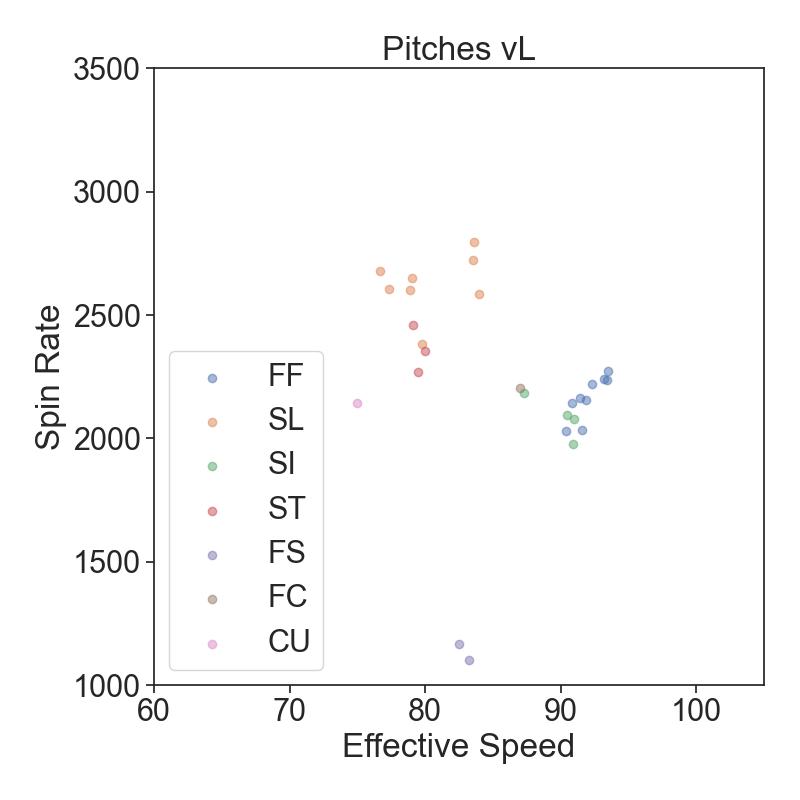 Pitches vL
3500
3000
2500
2000
1500
1000
Spin Rate
FF
SL
SI
ST
FS
FC
CU
60 70 80 90 100
Effective Speed